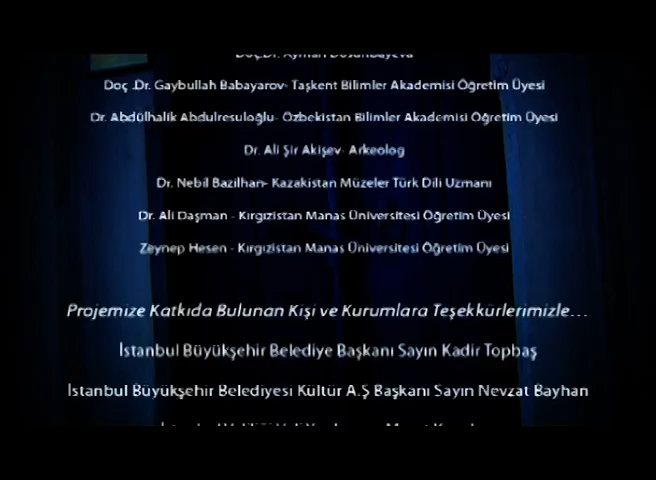 Doç .Dr. Gaybullah Babayarov- Taşkent Bilimler Akademisi Öğretim Üyesi
Dr. Abdülhalik Abdulresuloğlu- Özbekistan Bilimler Akademisi Öğretim Üyesi
Dr. Ali Şir Akişev- Arkeolog
Dr. Nebil Bazilhan- Kazakistan Müzeler Türk Dili Uzmanı
Dr. Ali Daşman - Kırgızistan Manas Üniversitesi Öğretim Üyesi
Zeynep Hesen - Kırgızistan Manas Üniversitesi Öğretim Üyesi
Projemize Katkıda Bulunan Kişi ve Kurumlara Teşekkürlerimizle...
İstanbul Büyükşehir Belediye Başkanı Sayın Kadir Topbaş
İstanbul Büyükşehir Belediyesi Kültür A.Ş Başkanı Sayın Nevzat Bayhan